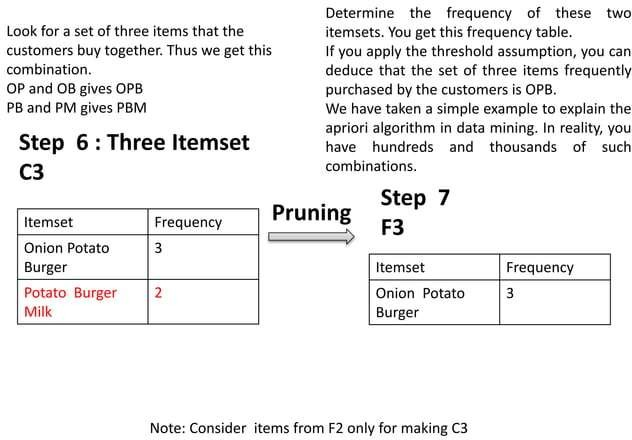 Look for a set of three items that the
customers buy together. Thus we get this
combination.
OP and OB gives OPB
PB and PM gives PBM
Step 6 : Three Itemset
C3
Itemset Frequency
Onion Potato 3
Burger
Potato Burger 2
Milk
Pruning
Determine the frequency of these two
itemsets. You get this frequency table.
If you apply the threshold assumption, you can
deduce that the set of three items frequently
purchased by the customers is OPB.
We have taken a simple example to explain the
apriori algorithm in data mining. In reality, you
have hundreds and thousands of such
combinations.
Step 7
F3
Itemset Frequency
Onion Potato 3
Burger
Note: Consider items from F2 only for making C3